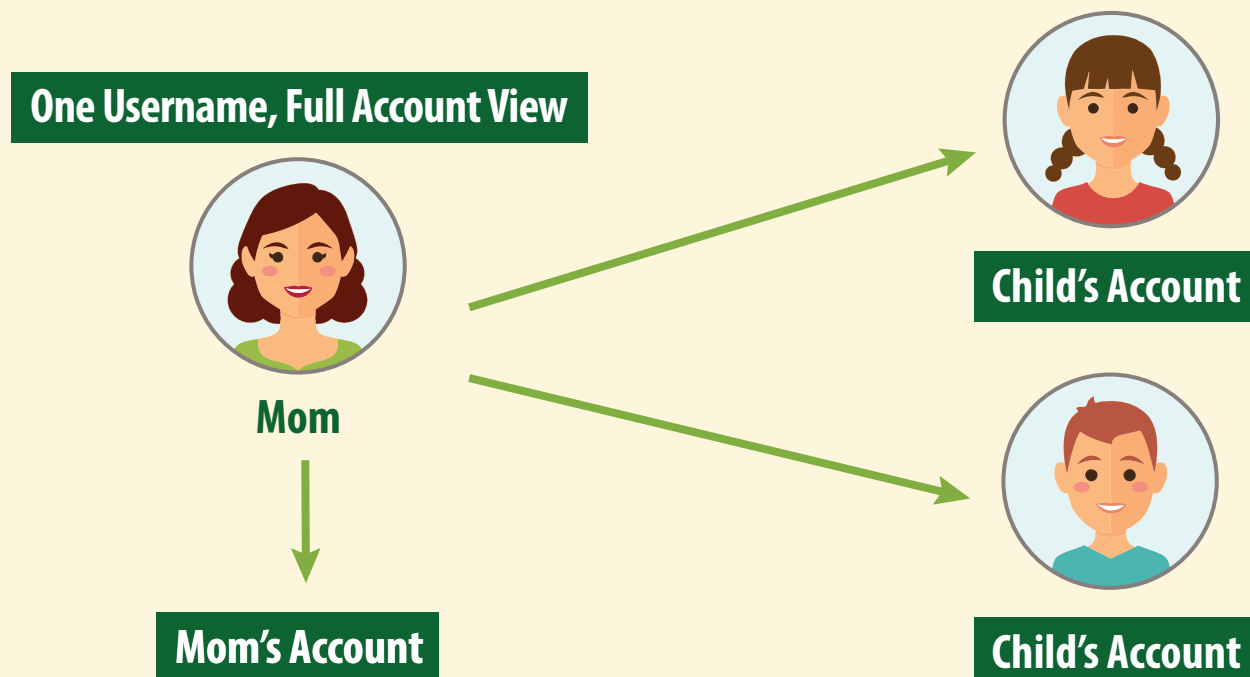 One Username, Full Account View
Mom
Mom’s Account
Child’s Account
Child’s Account